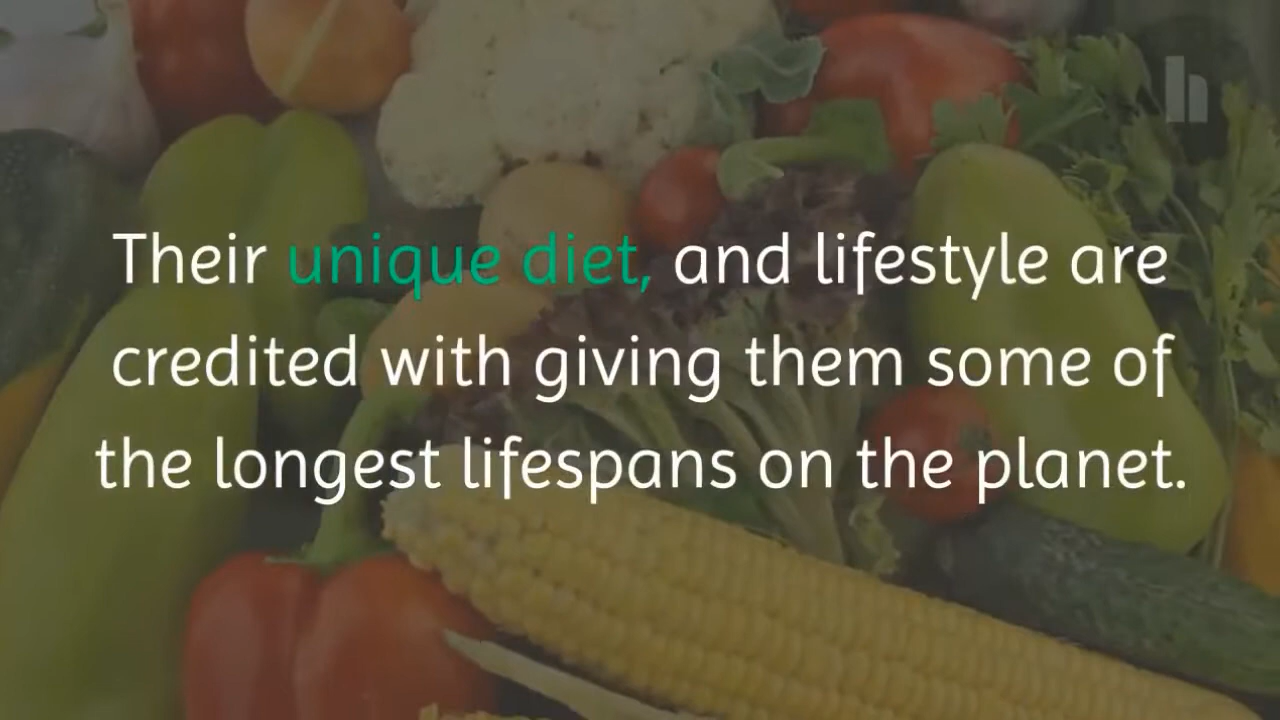 Their unique diet, and lifestyle are
credited with giving them some of
the longest lifespans on the planet.